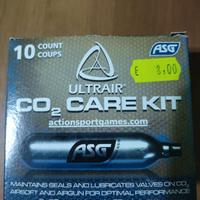 10 COUNT
COUPS
ASG
£ 8.00
ULTRAIR
CO2 CARE KIT
actionsportgames.com
ASG
MAINTAINS SEALS AND LUBRICATES VALVES ON CO2
AIRSOFT AND AIRGUN FOR OPTIMAL PERFORMANCE